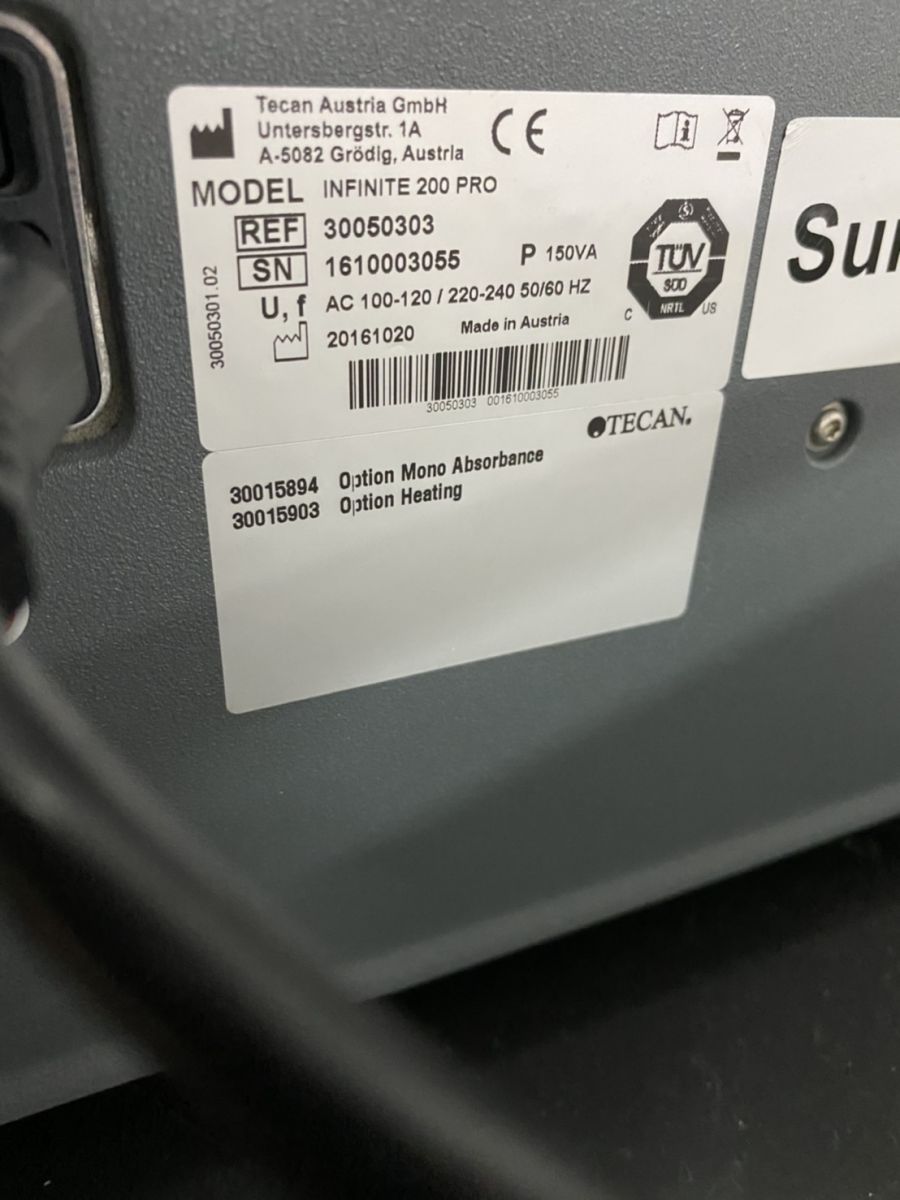 Tecan Austria GmbH
Untersbergstr. 1A
A-5082 Grödig, Austria
CE
MODEL INFINITE 200 PRO
REF 30050303
SN 1610003055 P 150VA
U, f AC 100-120 / 220-240 50/60 HZ
20161020 Made in Austria
30050301.02
30050303 001610003055
TÜV
SÜD
C NRTL US
TECAN.
30015894 Option Mono Absorbance
30015903 Option Heating